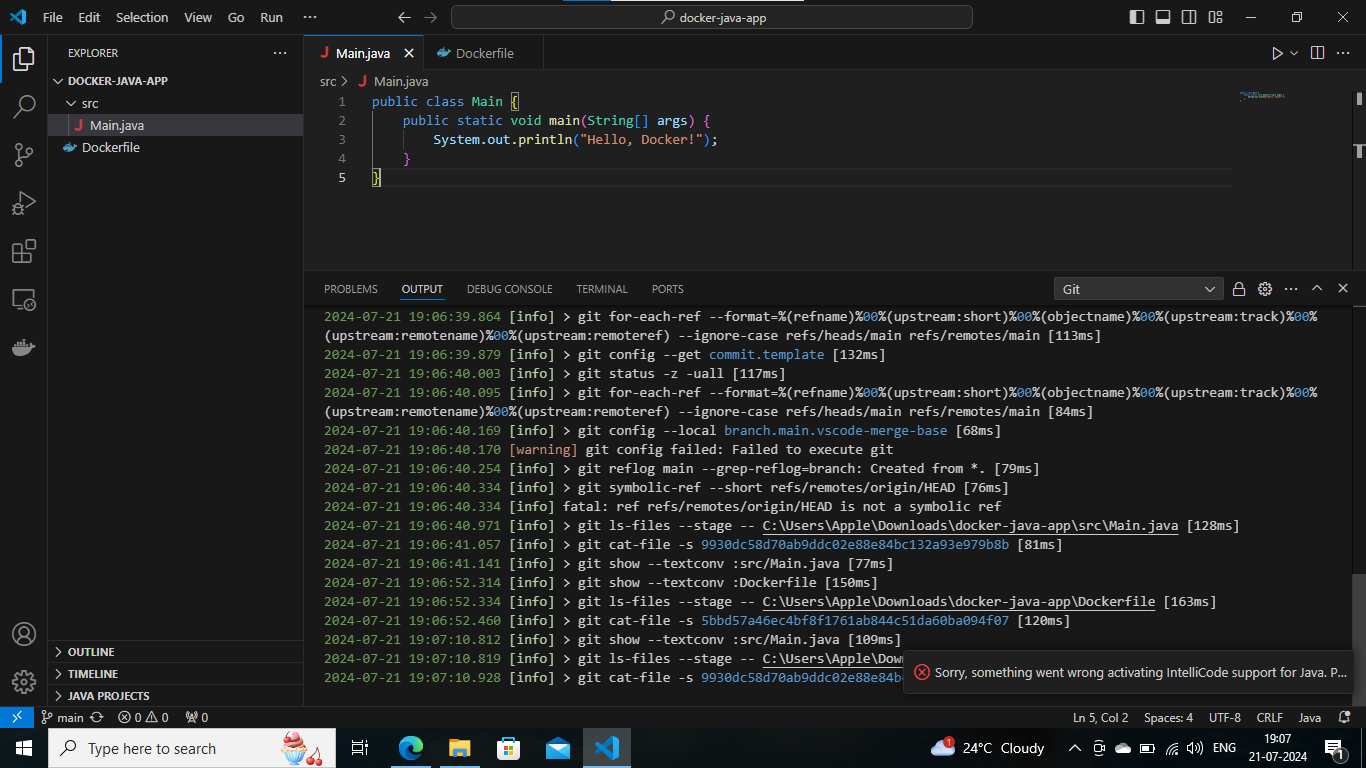 File Edit Selection View Go Run ··· docker-java-app
EXPLORER ···
DOCKER-JAVA-APP
src
Main.java
Dockerfile
OUTLINE
TIMELINE
JAVA PROJECTS
Main.java Dockerfile
src > Main.java
1 public class Main {
2 public static void main(String[] args) {
3 System.out.println("Hello, Docker!");
4 }
5 }
PROBLEMS OUTPUT DEBUG CONSOLE TERMINAL PORTS Git
2024-07-21 19:06:39.864 [info] > git for-each-ref --format=%(refname)%00%(upstream:short)%00%(objectname)%00%(upstream:track)%00%
(upstream:remotename)%00%(upstream:remoteref) --ignore-case refs/heads/main refs/remotes/main [113ms]
2024-07-21 19:06:39.879 [info] > git config --get commit.template [132ms]
2024-07-21 19:06:40.003 [info] > git status -z -uall [117ms]
2024-07-21 19:06:40.095 [info] > git for-each-ref --format=%(refname)%00%(upstream:short)%00%(objectname)%00%(upstream:track)%00%
(upstream:remotename)%00%(upstream:remoteref) --ignore-case refs/heads/main refs/remotes/main [84ms]
2024-07-21 19:06:40.169 [info] > git config --local branch.main.vscode-merge-base [68ms]
2024-07-21 19:06:40.170 [warning] git config failed: Failed to execute git
2024-07-21 19:06:40.254 [info] > git reflog main --grep-reflog=branch: Created from *. [79ms]
2024-07-21 19:06:40.334 [info] > git symbolic-ref --short refs/remotes/origin/HEAD [76ms]
2024-07-21 19:06:40.334 [info] fatal: ref refs/remotes/origin/HEAD is not a symbolic ref
2024-07-21 19:06:40.971 [info] > git ls-files --stage -- C:\Users\Apple\Downloads\docker-java-app\src\Main.java [128ms]
2024-07-21 19:06:41.057 [info] > git cat-file -s 9930dc58d70ab9ddc02e88e84bc132a93e979b8b [81ms]
2024-07-21 19:06:41.141 [info] > git show --textconv :src/Main.java [77ms]
2024-07-21 19:06:52.314 [info] > git show --textconv :Dockerfile [150ms]
2024-07-21 19:06:52.334 [info] > git ls-files --stage -- C:\Users\Apple\Downloads\docker-java-app\Dockerfile [163ms]
2024-07-21 19:06:52.460 [info] > git cat-file -s 5bbd57a46ec4bf8f1761ab844c51da60ba094f07 [120ms]
2024-07-21 19:07:10.812 [info] > git show --textconv :src/Main.java [109ms]
2024-07-21 19:07:10.819 [info] > git ls-files --stage -- C:\Users\Apple\Dow
2024-07-21 19:07:10.928 [info] > git cat-file -s 9930dc58d70ab9ddc02e88e84b
Sorry, something went wrong activating IntelliCode support for Java. P...
main 0 0 0 Ln 5, Col 2 Spaces: 4 UTF-8 CRLF Java
Type here to search 1 24°C Cloudy ENG 19:07
21-07-2024 1